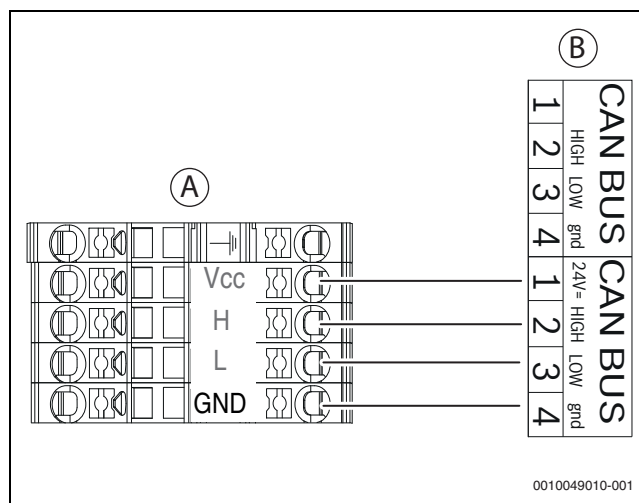 B
CAN BUS
1
2 HIGH
3 LOW
4 gnd
CAN BUS
1 24V=
2 HIGH
3 LOW
4 gnd
A
Vcc
H
L
GND
0010049010-001